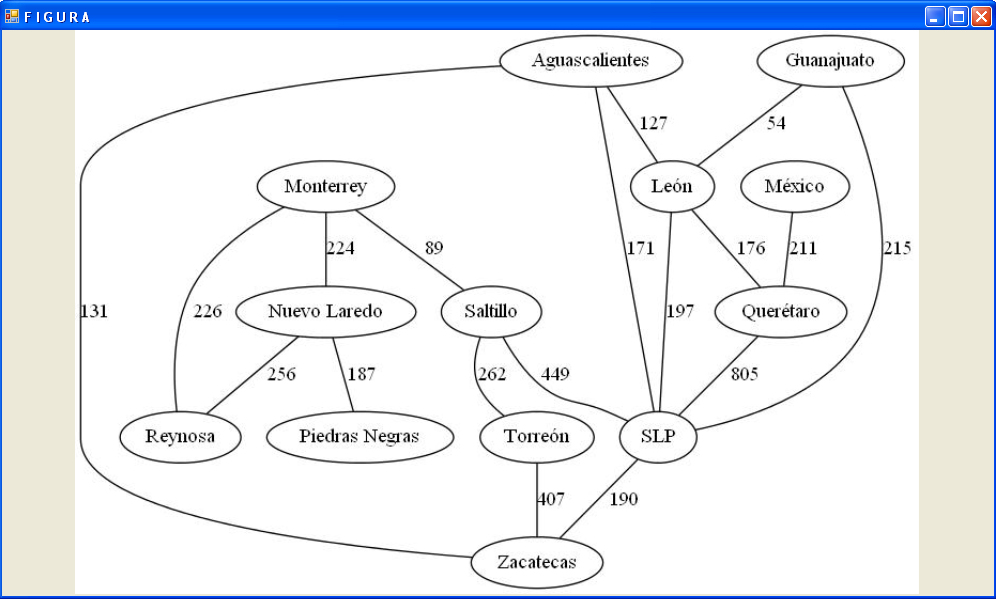 FIGURA
Aguascalientes
Guanajuato
127
54
Monterrey
León
México
224
89
171
176
211
215
131
226
Nuevo Laredo
Saltillo
197
Querétaro
256
187
262
449
805
Reynosa
Piedras Negras
Torreón
SLP
407
190
Zacatecas